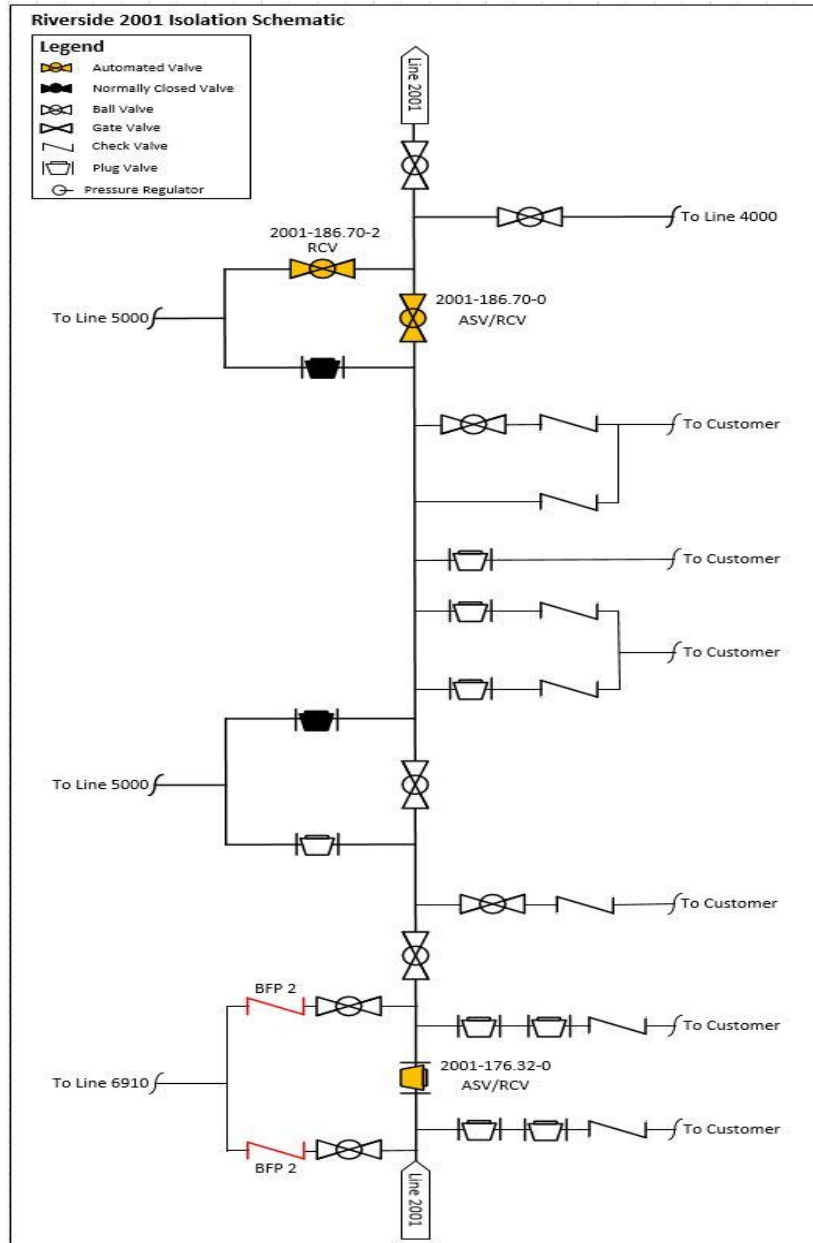 Riverside 2001 Isolation Schematic
Legend
Automated Valve
Normally Closed Valve
Ball Valve
Gate Valve
Check Valve
Plug Valve
Pressure Regulator
Line 2001
To Line 4000
2001-186.70-2
RCV
2001-186.70-0
ASV/RCV
To Line 5000
To Customer
To Customer
To Customer
To Line 5000
To Customer
BFP 2
To Customer
2001-176.32-0
ASV/RCV
To Line 6910
To Customer
BFP 2
Line 2001